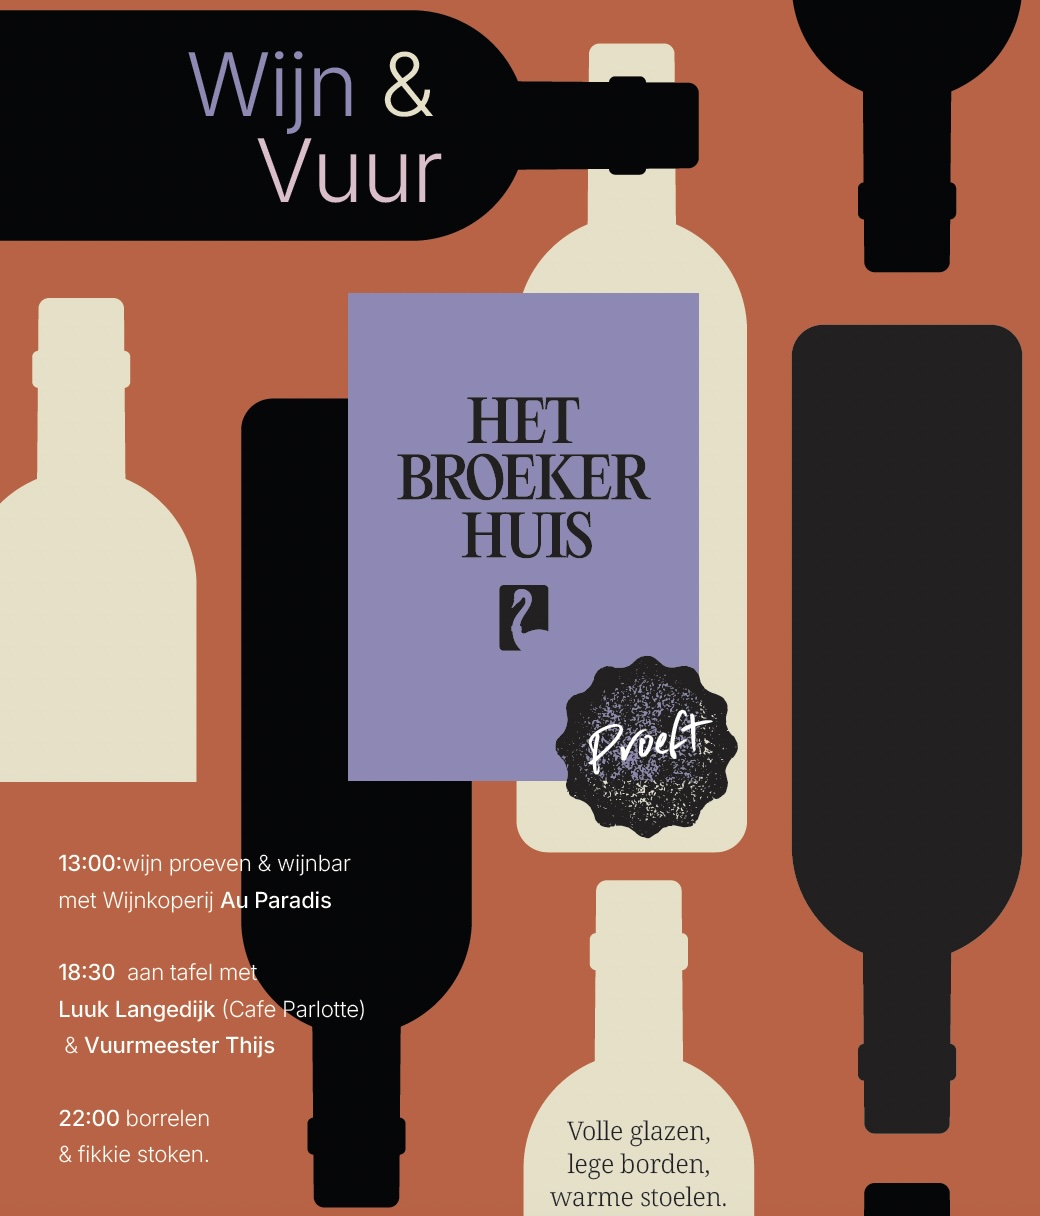 Wijn &
Vuur
HET
BROEKER
HUIS
Proeft
13:00:wijn proeven & wijnbar
met Wijnkoperij Au Paradis
18:30 aan tafel met
Luuk Langedijk (Cafe Parlotte)
& Vuurmeester Thijs
22:00 borrelen
& fikkie stoken.
Volle glazen,
lege borden,
warme stoelen.